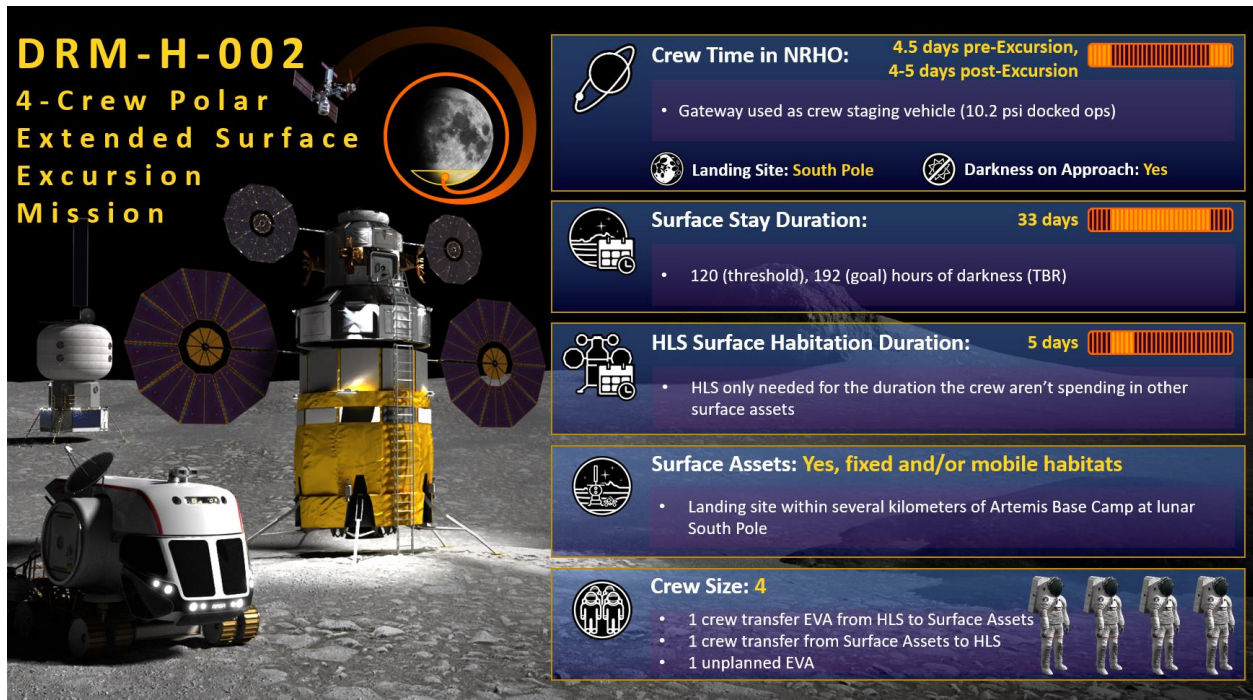 DRM-H-002
4-Crew Polar
Extended Surface
Excursion
Mission
Crew Time in NRHO:
4.5 days pre-Excursion,
4-5 days post-Excursion
• Gateway used as crew staging vehicle (10.2 psi docked ops)
Landing Site: South Pole
Darkness on Approach: Yes
Surface Stay Duration:
33 days
• 120 (threshold), 192 (goal) hours of darkness (TBR)
HLS Surface Habitation Duration:
5 days
• HLS only needed for the duration the crew aren't spending in other
surface assets
Surface Assets: Yes, fixed and/or mobile habitats
• Landing site within several kilometers of Artemis Base Camp at lunar
South Pole
Crew Size: 4
• 1 crew transfer EVA from HLS to Surface Assets
• 1 crew transfer from Surface Assets to HLS
• 1 unplanned EVA